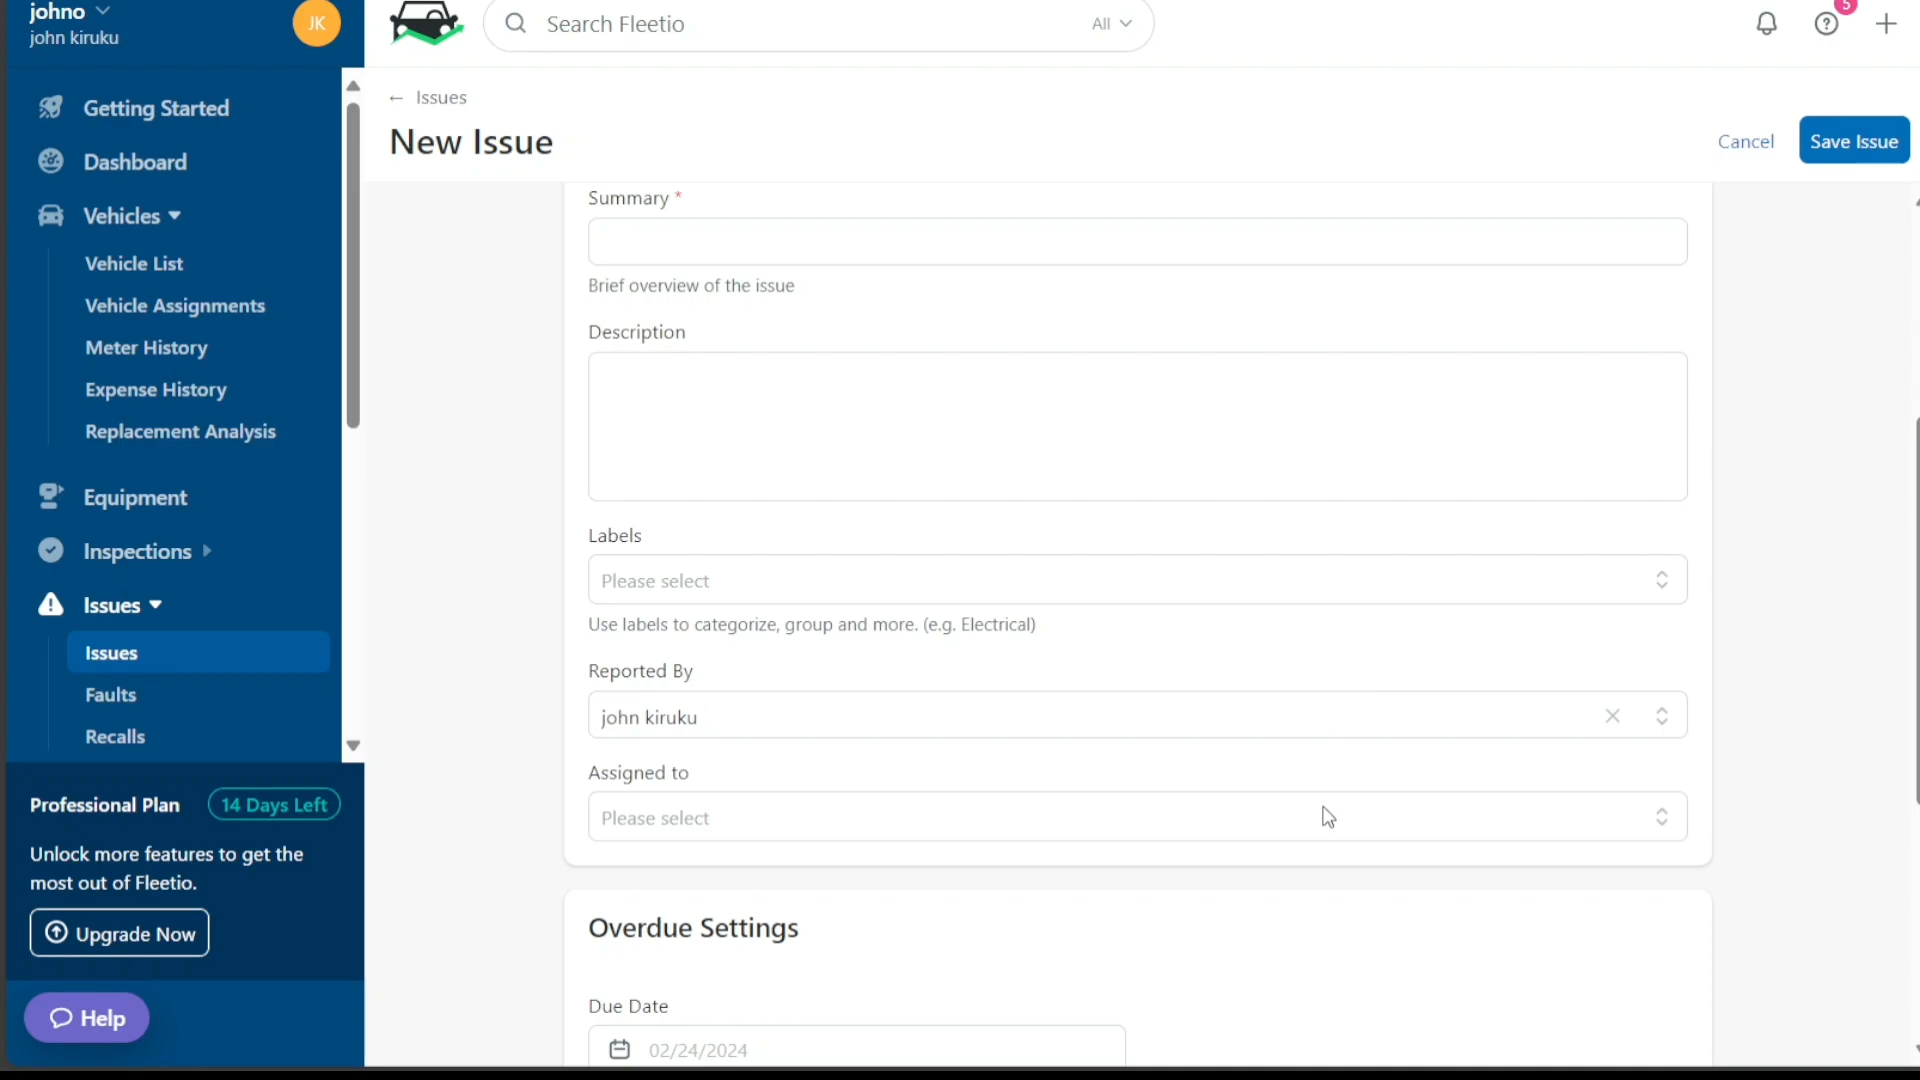 johno
john kiruku
JK
Search Fleetio
All
5
Getting Started
Dashboard
Vehicles
Vehicle List
Vehicle Assignments
Meter History
Expense History
Replacement Analysis
Equipment
Inspections
Issues
Issues
Faults
Recalls
Professional Plan
14 Days Left
Unlock more features to get the
most out of Fleetio.
Upgrade Now
Help
← Issues
New Issue
Cancel
Save Issue
Summary *
Brief overview of the issue
Description
Labels
Please select
Use labels to categorize, group and more. (e.g. Electrical)
Reported By
john kiruku
Assigned to
Please select
Overdue Settings
Due Date
02/24/2024